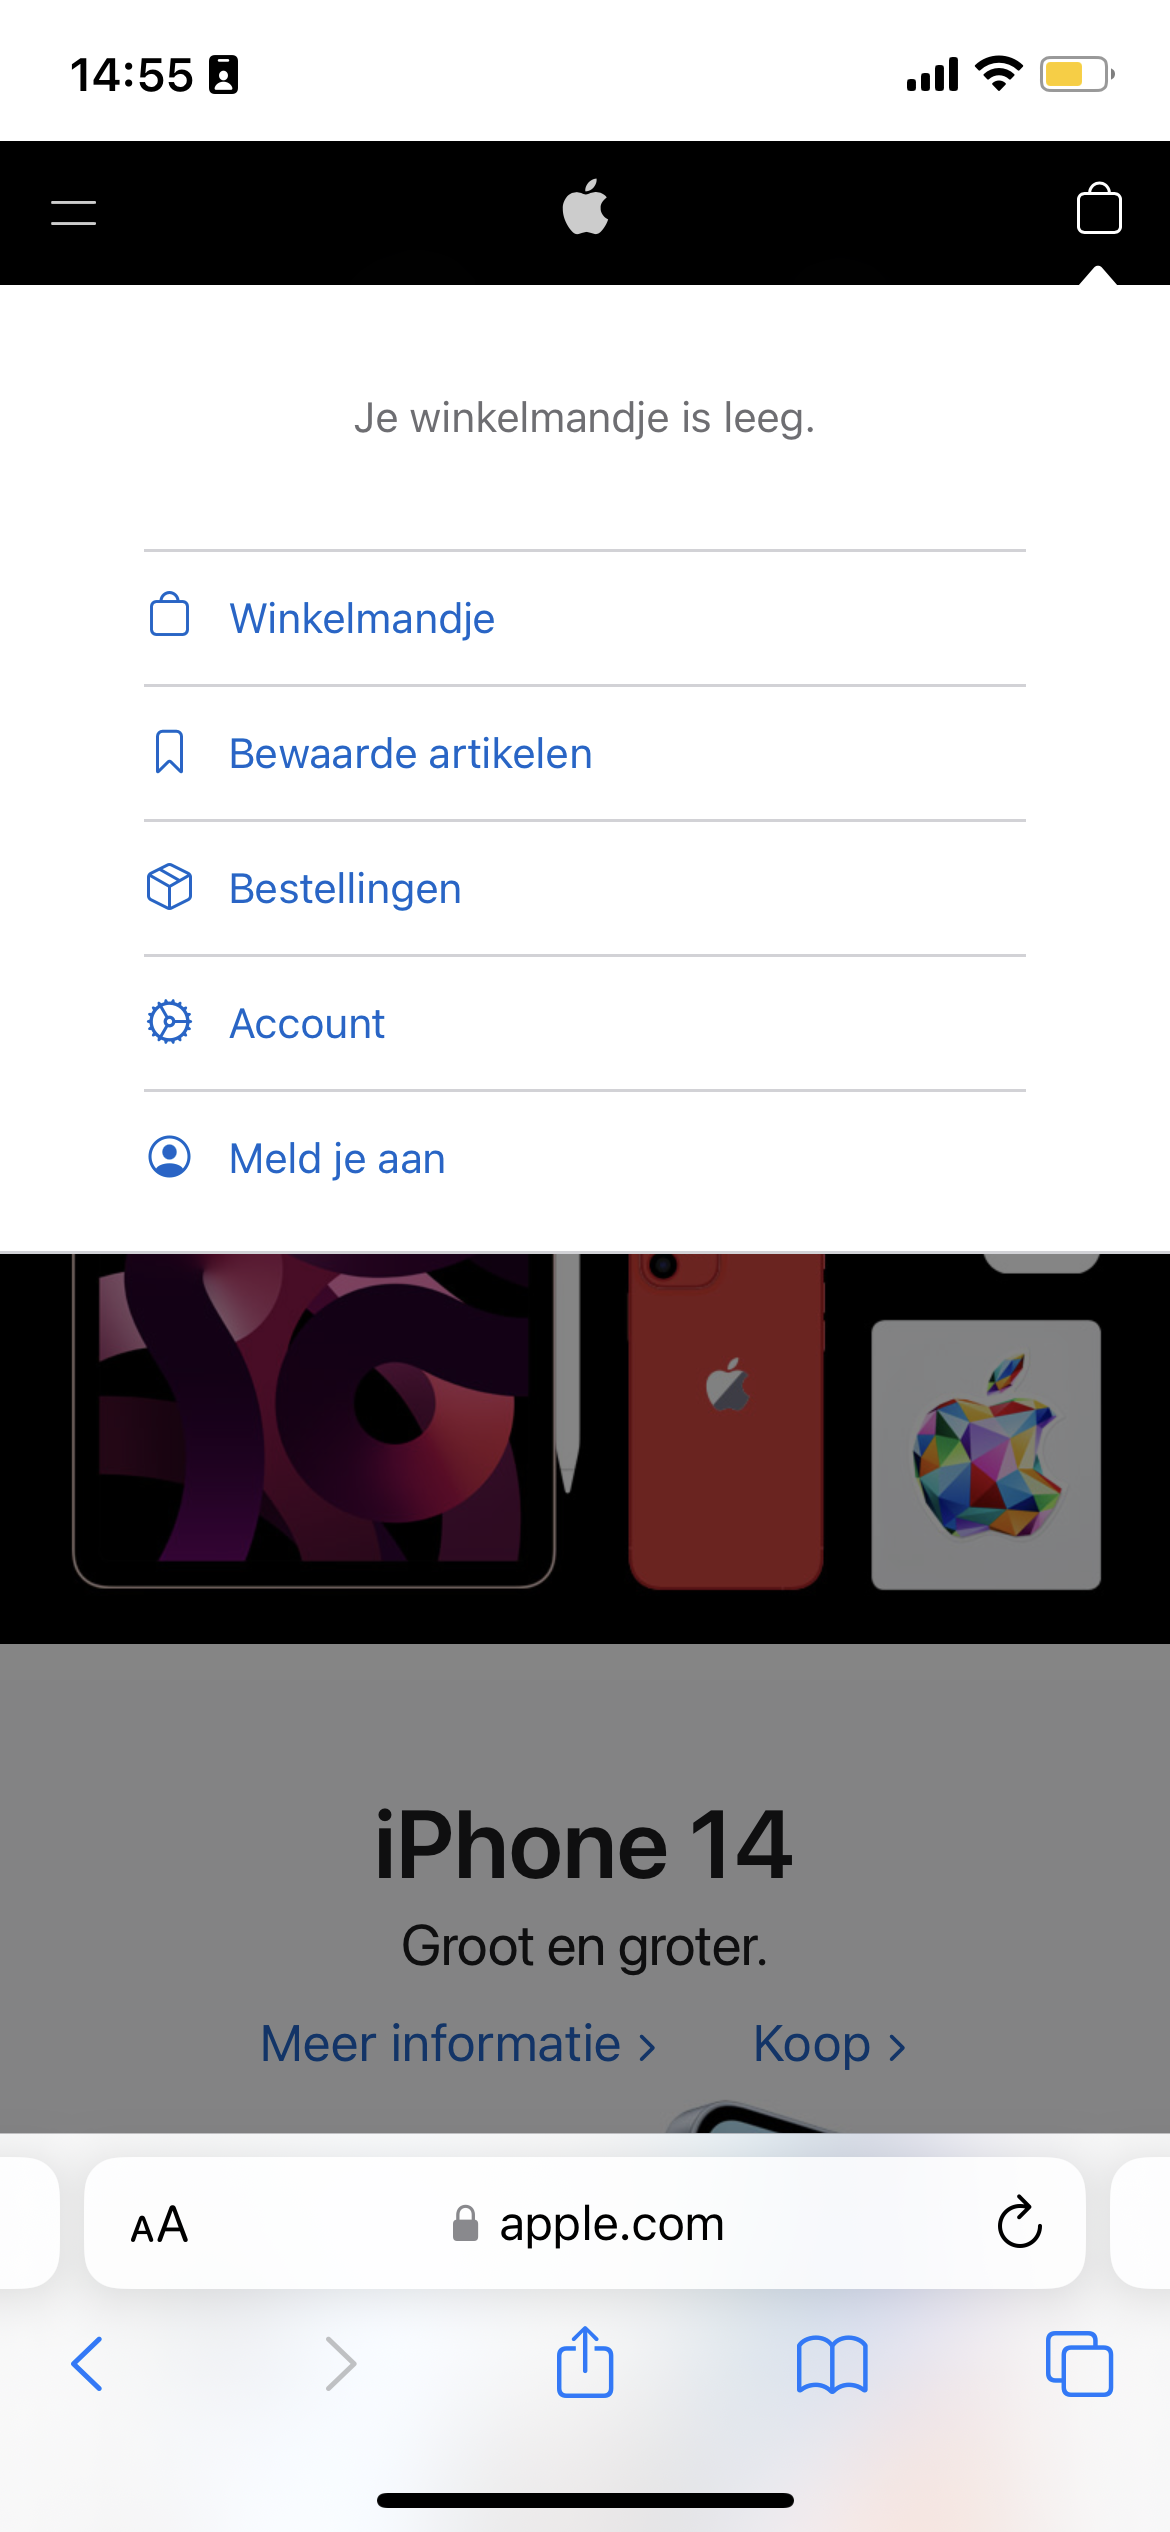 14:55
Je winkelmandje is leeg.
Winkelmandje
Bewaarde artikelen
Bestellingen
Account
Meld je aan
iPhone 14
Groot en groter.
Meer informatie > Koop >
AA apple.com